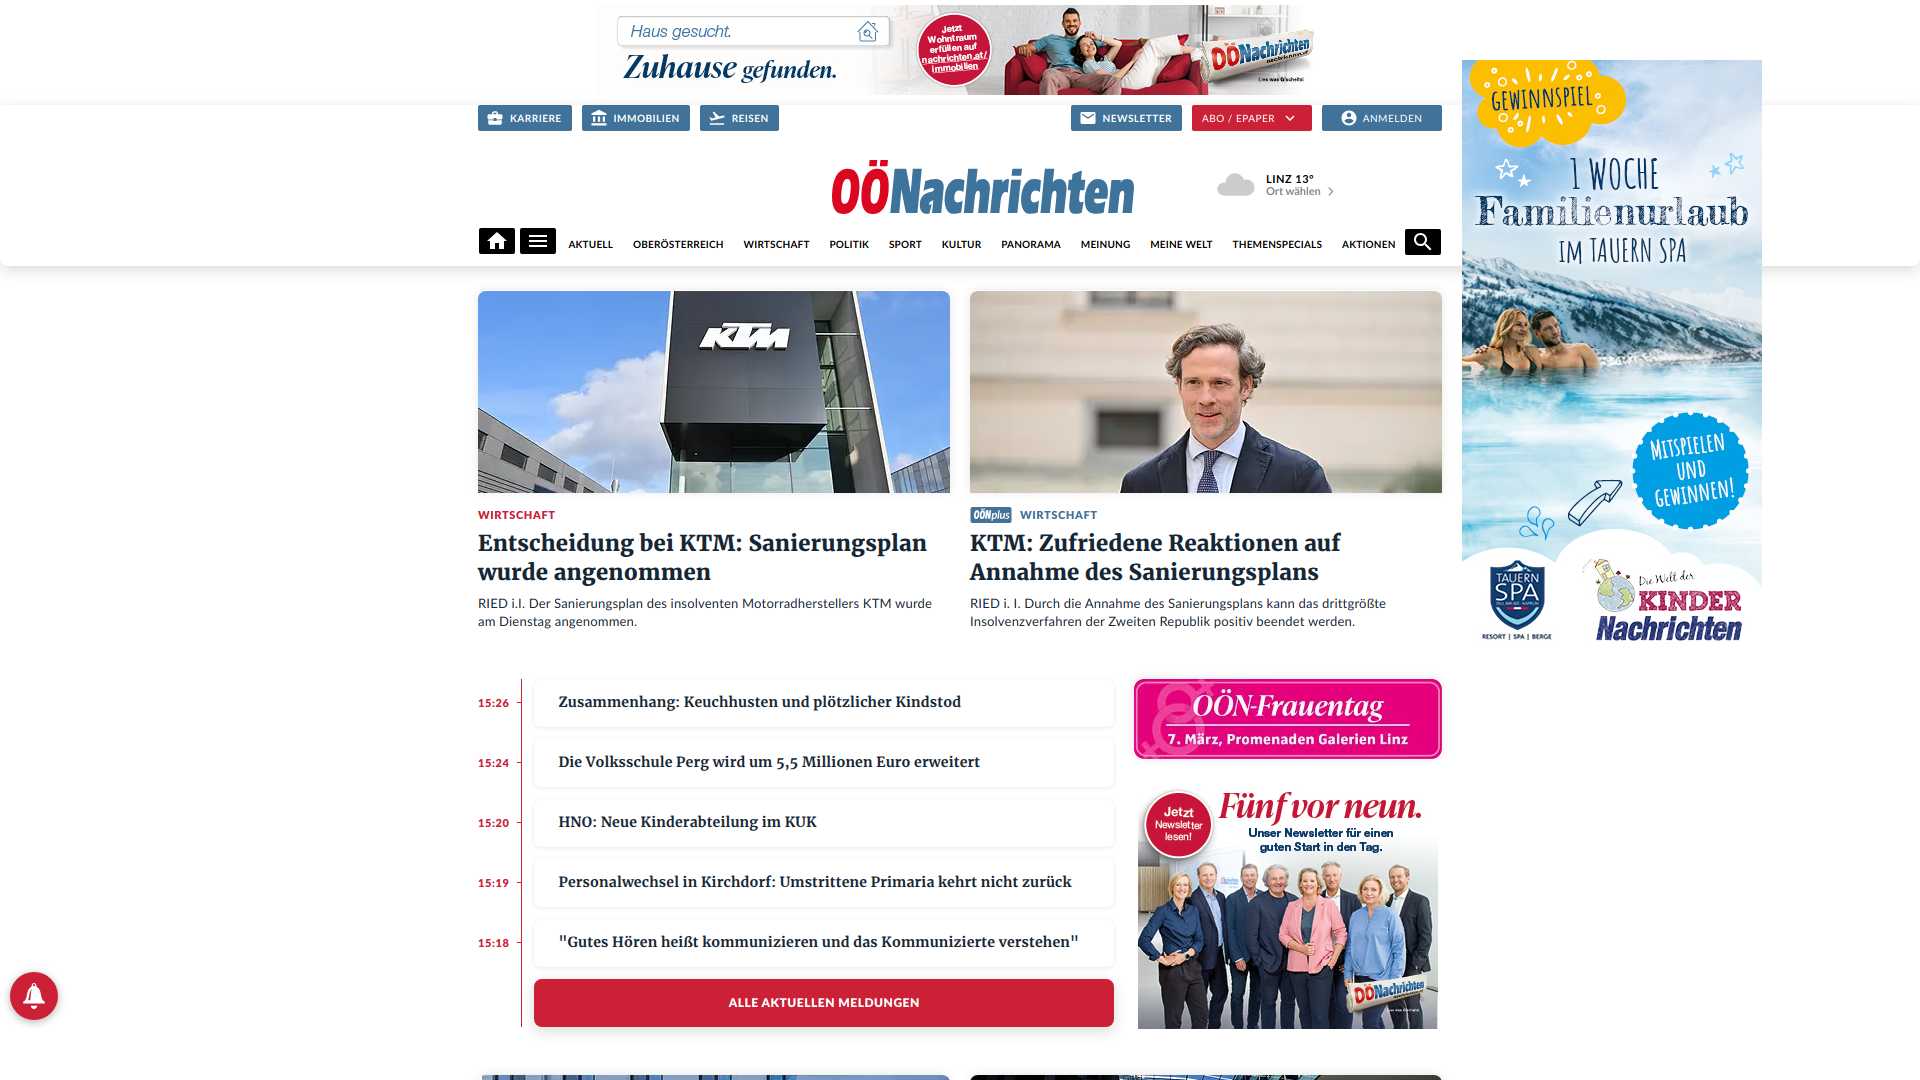 Haus gesucht.
Zuhause gefunden.
Jetzt
Wohntraum
erfüllen auf
nachrichten.at/
immobilien
OÖNachrichten
Lies was G'scheits!
KARRIERE
IMMOBILIEN
REISEN
NEWSLETTER
ABO / EPAPER
ANMELDEN
OÖNachrichten
LINZ 13°
Ort wählen
AKTUELL
OBERÖSTERREICH
WIRTSCHAFT
POLITIK
SPORT
KULTUR
PANORAMA
MEINUNG
MEINE WELT
THEMENSPECIALS
AKTIONEN
GEWINNSPIEL
1 WOCHE
Familienurlaub
IM TAUERN SPA
MITSPIELEN
UND
GEWINNEN!
TAUERN
SPA
RESORT | SPA | BERGE
Die Welt der
KINDER
Nachrichten
KTM
WIRTSCHAFT
Entscheidung bei KTM: Sanierungsplan
wurde angenommen
RIED i.I. Der Sanierungsplan des insolventen Motorradherstellers KTM wurde
am Dienstag angenommen.
OÖNplus WIRTSCHAFT
KTM: Zufriedene Reaktionen auf
Annahme des Sanierungsplans
RIED i. I. Durch die Annahme des Sanierungsplans kann das drittgrößte
Insolvenzverfahren der Zweiten Republik positiv beendet werden.
15:26 Zusammenhang: Keuchhusten und plötzlicher Kindstod
15:24 Die Volksschule Perg wird um 5,5 Millionen Euro erweitert
15:20 HNO: Neue Kinderabteilung im KUK
15:19 Personalwechsel in Kirchdorf: Umstrittene Primaria kehrt nicht zurück
15:18 "Gutes Hören heißt kommunizieren und das Kommunizierte verstehen"
ALLE AKTUELLEN MELDUNGEN
OÖN-Frauentag
7. März, Promenaden Galerien Linz
Jetzt
Newsletter
lesen!
Fünf vor neun.
Unser Newsletter für einen
guten Start in den Tag.
OÖNachrichten